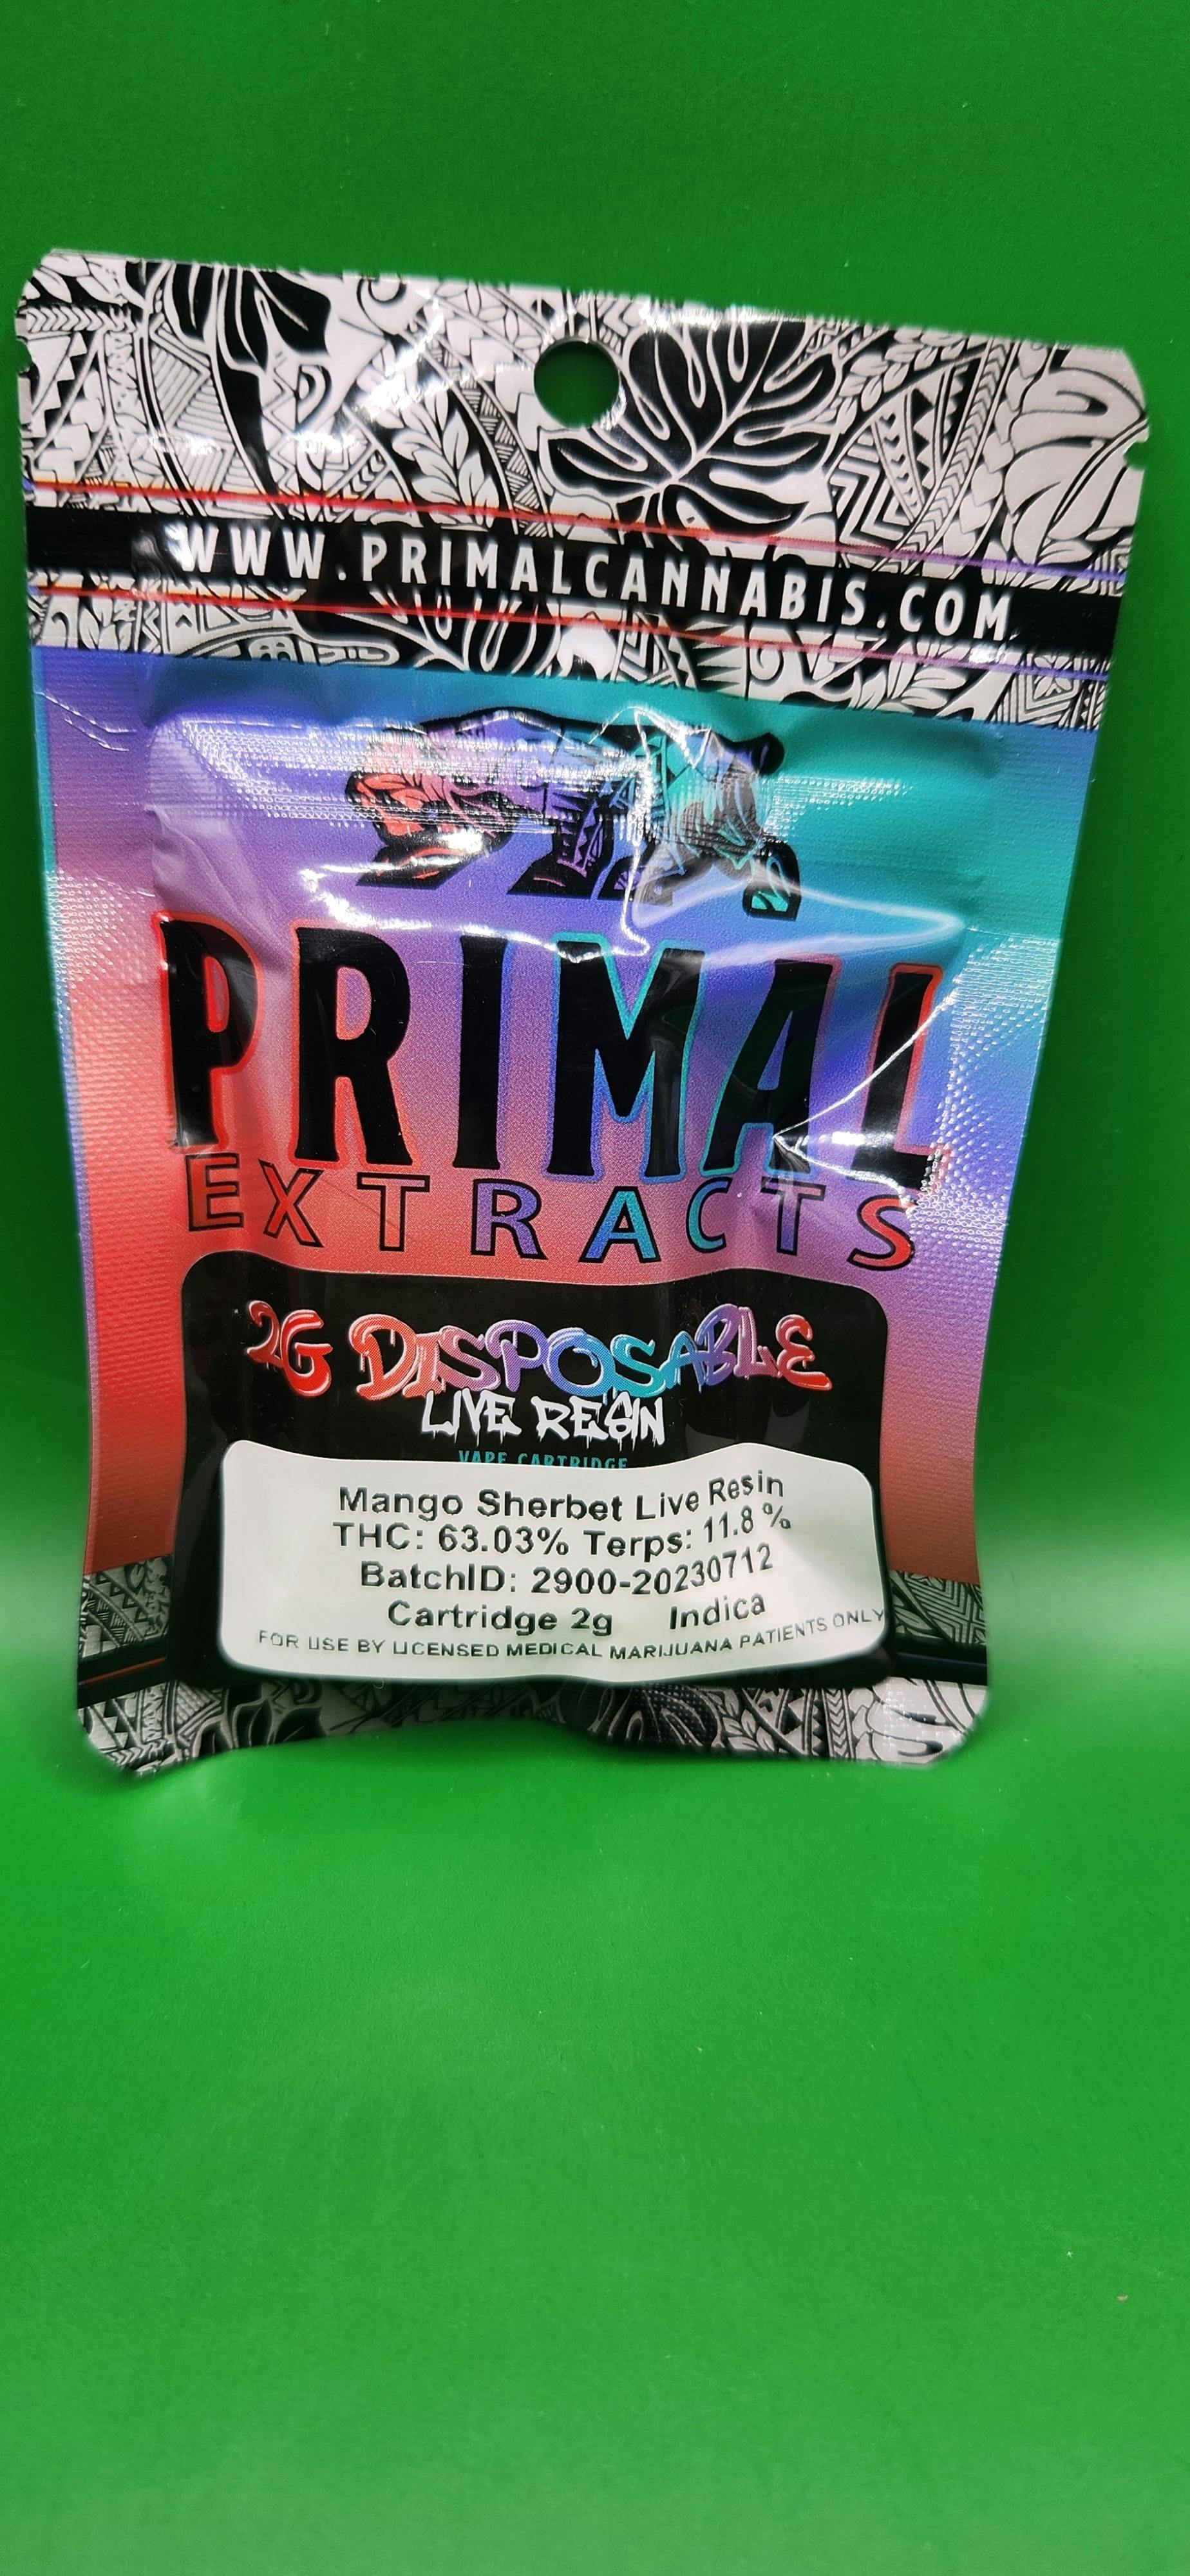 WWW.PRIMALCANNABIS.COM
PRIMAL
EXTRACTS
2G DISPOSABLE
LIVE RESIN
VAPE CARTRIDGE
Mango Sherbet Live Resin
THC: 63.03% Terps: 11.8 %
BatchID: 2900-20230712
Cartridge 2g Indica
FOR USE BY LICENSED MEDICAL MARIJUANA PATIENTS ONLY